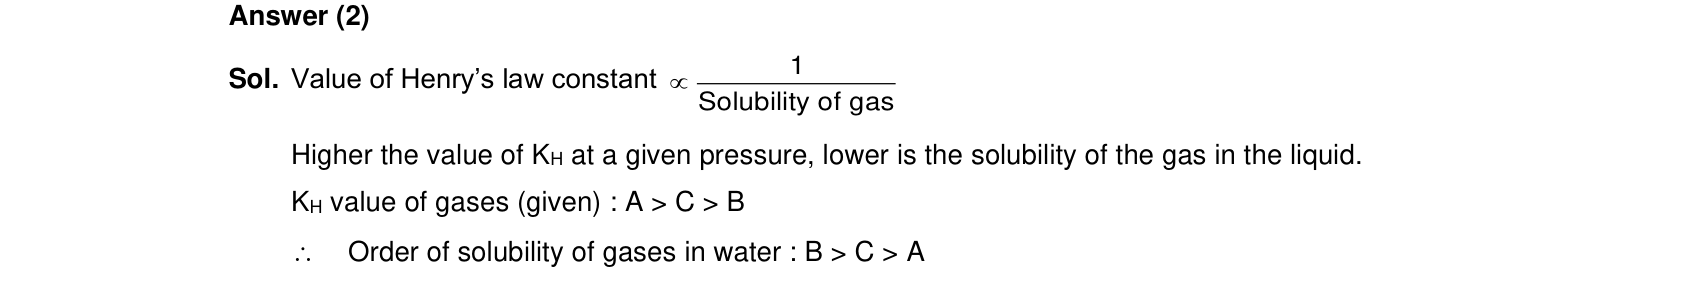 Answer (2)
Sol. Value of Henry's law constant ∝ 1 / Solubility of gas
Higher the value of K_H at a given pressure, lower is the solubility of the gas in the liquid.
K_H value of gases (given) : A > C > B
∴ Order of solubility of gases in water : B > C > A